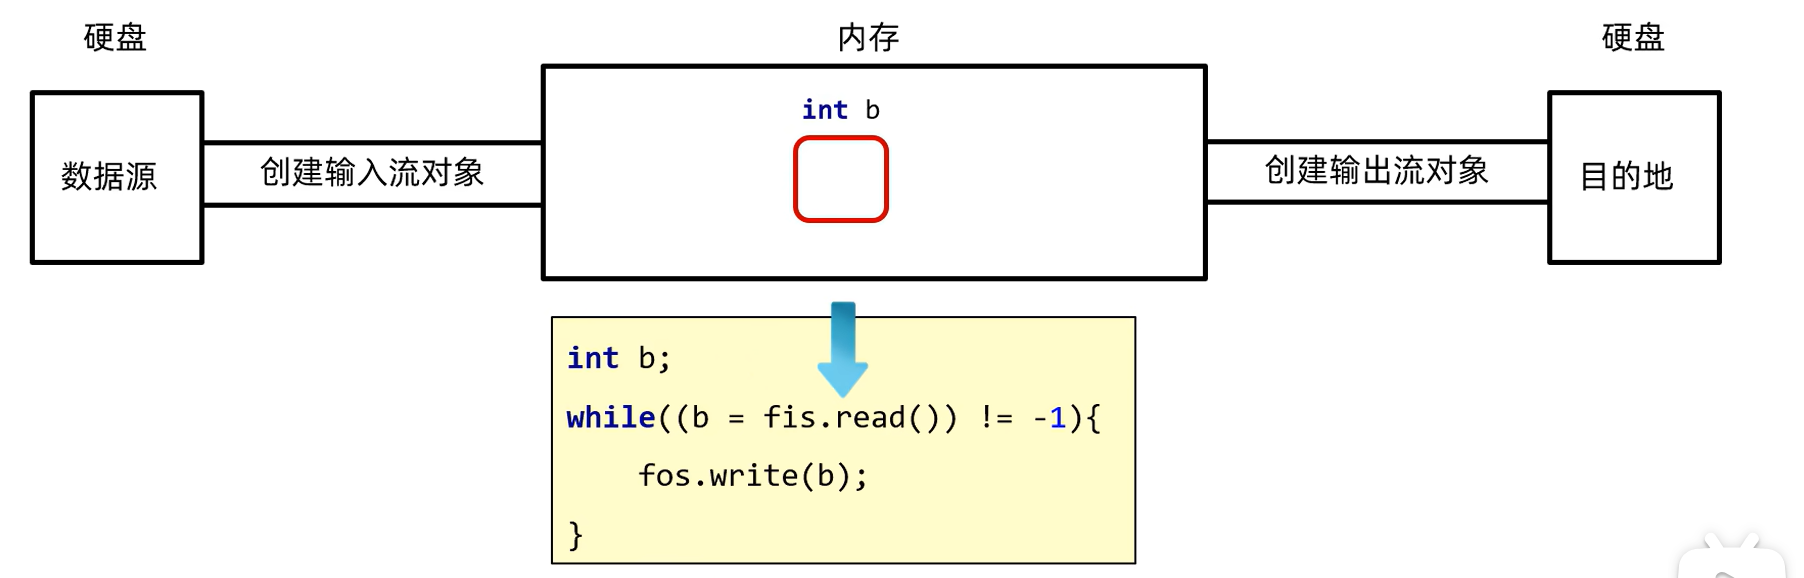 硬盘
内存
硬盘
int b
数据源
创建输入流对象
创建输出流对象
目的地
int b;
while((b = fis.read()) != -1){
    fos.write(b);
}